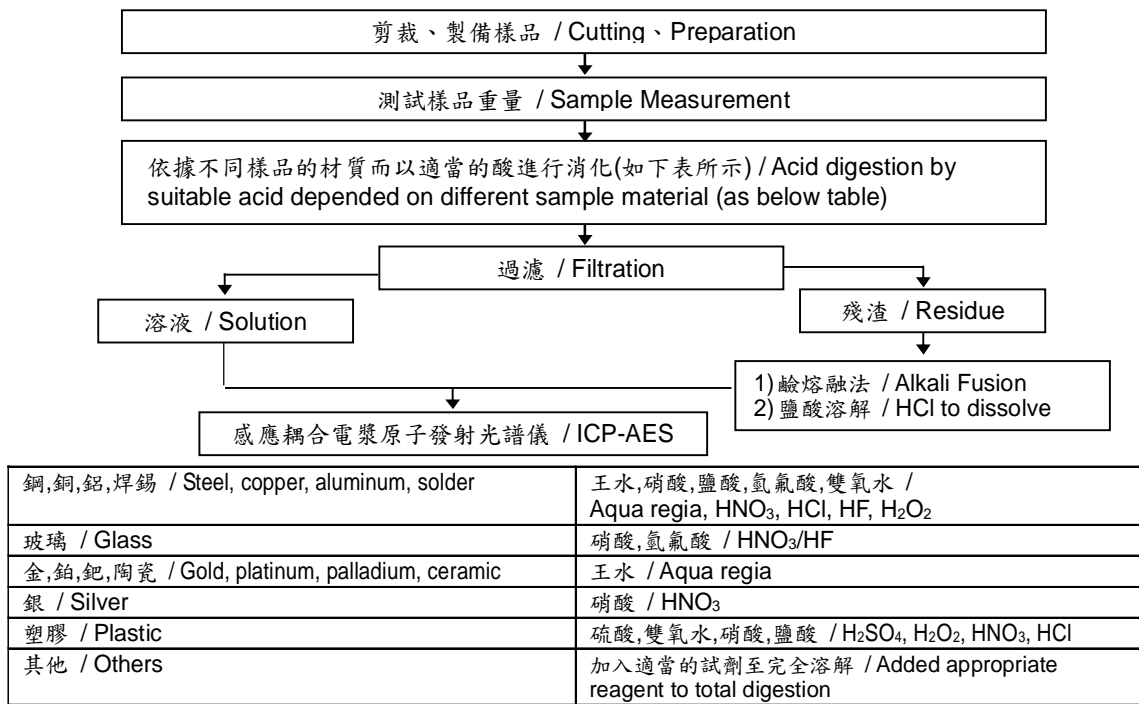 剪裁、製備樣品 / Cutting、Preparation
測試樣品重量 / Sample Measurement
依據不同樣品的材質而以適當的酸進行消化(如下表所示) / Acid digestion by
suitable acid depended on different sample material (as below table)
過濾 / Filtration
溶液 / Solution
殘渣 / Residue
1) 鹼熔融法 / Alkali Fusion
2) 鹽酸溶解 / HCl to dissolve
感應耦合電漿原子發射光譜儀 / ICP-AES
鋼,銅,鋁,焊錫 / Steel, copper, aluminum, solder
王水,硝酸,鹽酸,氫氟酸,雙氧水 /
Aqua regia, HNO₃, HCl, HF, H₂O₂
玻璃 / Glass
硝酸,氫氟酸 / HNO₃/HF
金,鉑,鈀,陶瓷 / Gold, platinum, palladium, ceramic
王水 / Aqua regia
銀 / Silver
硝酸 / HNO₃
塑膠 / Plastic
硫酸,雙氧水,硝酸,鹽酸 / H₂SO₄, H₂O₂, HNO₃, HCl
其他 / Others
加入適當的試劑至完全溶解 / Added appropriate
reagent to total digestion